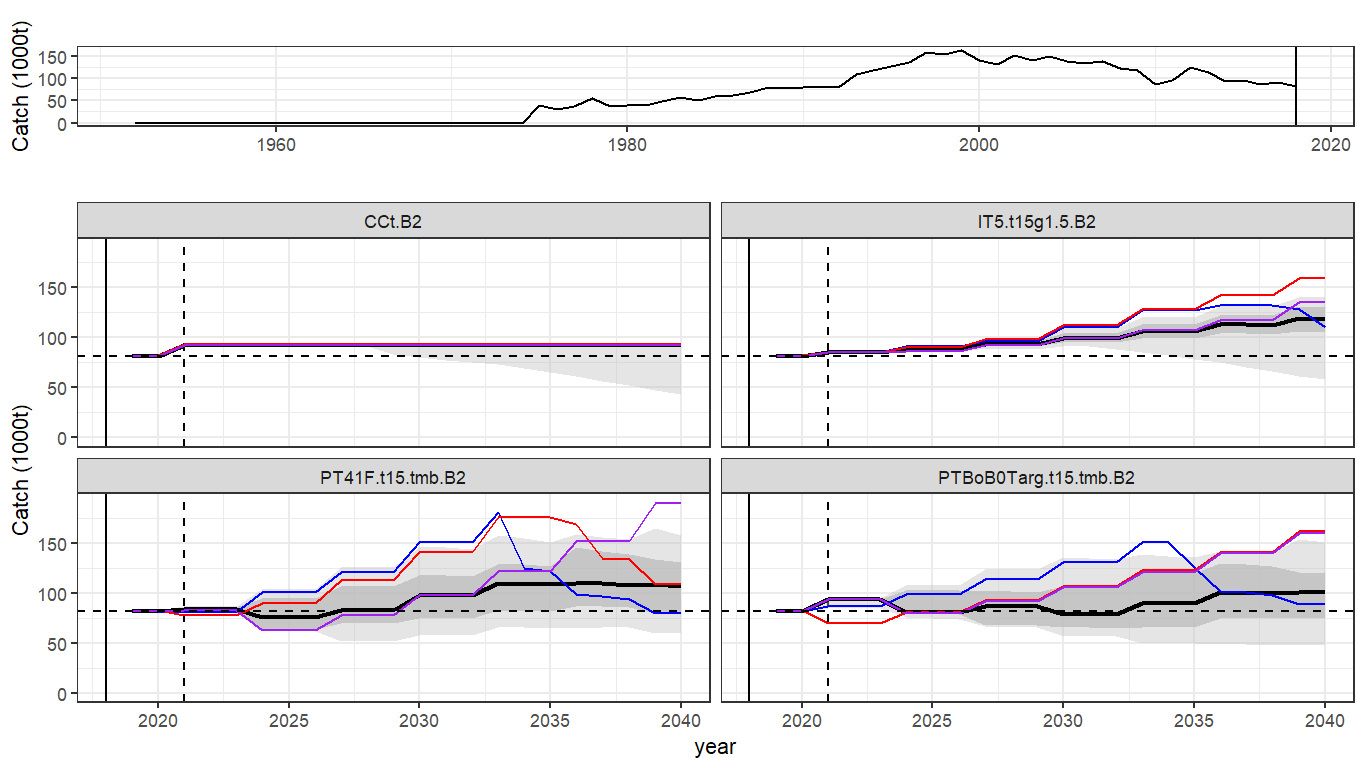 Catch (1000t)
150
100
50
0
1960 1980 2000 2020
CCt.B2 IT5.t15g1.5.B2
150
100
50
0
Catch (1000t)
PT41F.t15.tmb.B2 PTBoB0Targ.t15.tmb.B2
150
100
50
0
2020 2025 2030 2035 2040 2020 2025 2030 2035 2040
year